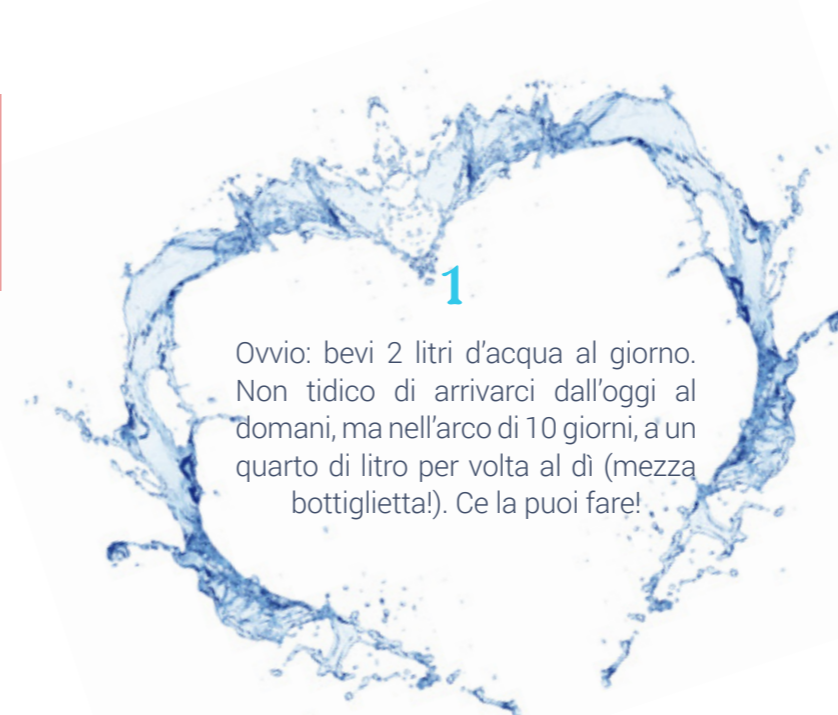 1
Ovvio: bevi 2 litri d'acqua al giorno.
Non tidico di arrivarci dall'oggi al
domani, ma nell'arco di 10 giorni, a un
quarto di litro per volta al dì (mezza
bottiglietta!). Ce la puoi fare!